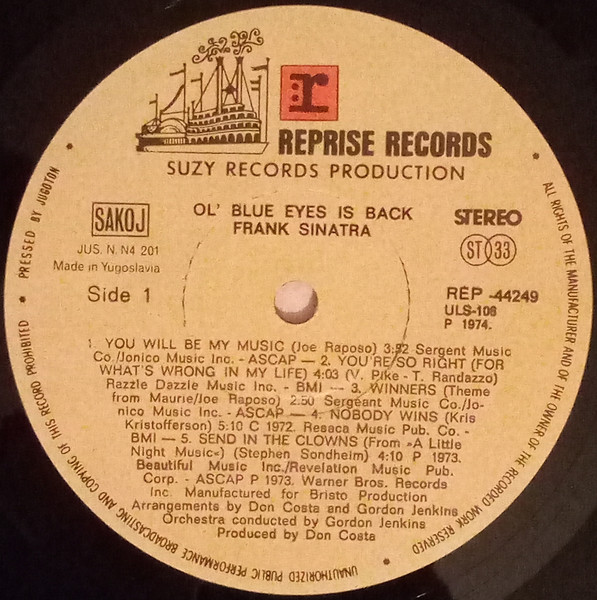 r
REPRISE RECORDS
SUZY RECORDS PRODUCTION
SAKOJ
OL' BLUE EYES IS BACK
FRANK SINATRA
STEREO
JUS. N. N4 201
Made in Yugoslavia
ST 33
Side 1
REP -44249
ULS-108
P 1974.
1. YOU WILL BE MY MUSIC (Joe Raposo) 3:52 Sergent Music
Co./Jonico Music Inc. - ASCAP — 2. YOU'RE/SO RIGHT (FOR
WHAT'S WRONG IN MY LIFE) 4:03 (V. Pike - T. Randazzo)
Razzle Dazzle Music Inc. - BMI — 3. WINNERS (Theme
from Maurie/Joe Raposo) 2:50 Sergeant Music Co./Jo-
nico Music Inc. - ASCAP — 4. NOBODY WINS (Kris
Kristofferson) 5:10 C 1972. Resaca Music Pub. Co. -
BMI — 5. SEND IN THE CLOWNS (From »A Little
Night Music«) (Stephen Sondheim) 4:10 P 1973.
Beautiful Music Inc./Revelation Music Pub.
Corp. - ASCAP P 1973. Warner Bros. Records
Inc. Manufactured for Bristo Production
Arrangements by Don Costa and Gordon Jenkins
Orchestra conducted by Gordon Jenkins
Produced by Don Costa
PRESSED BY JUGOTON
ALL RIGHTS OF THE MANUFACTURER AND OF THE OWNER OF THE RECORDED WORK RESERVED
UNAUTHORIZED PUBLIC PERFORMANCE BROADCASTING AND COPYING OF THIS RECORD PROHIBITED